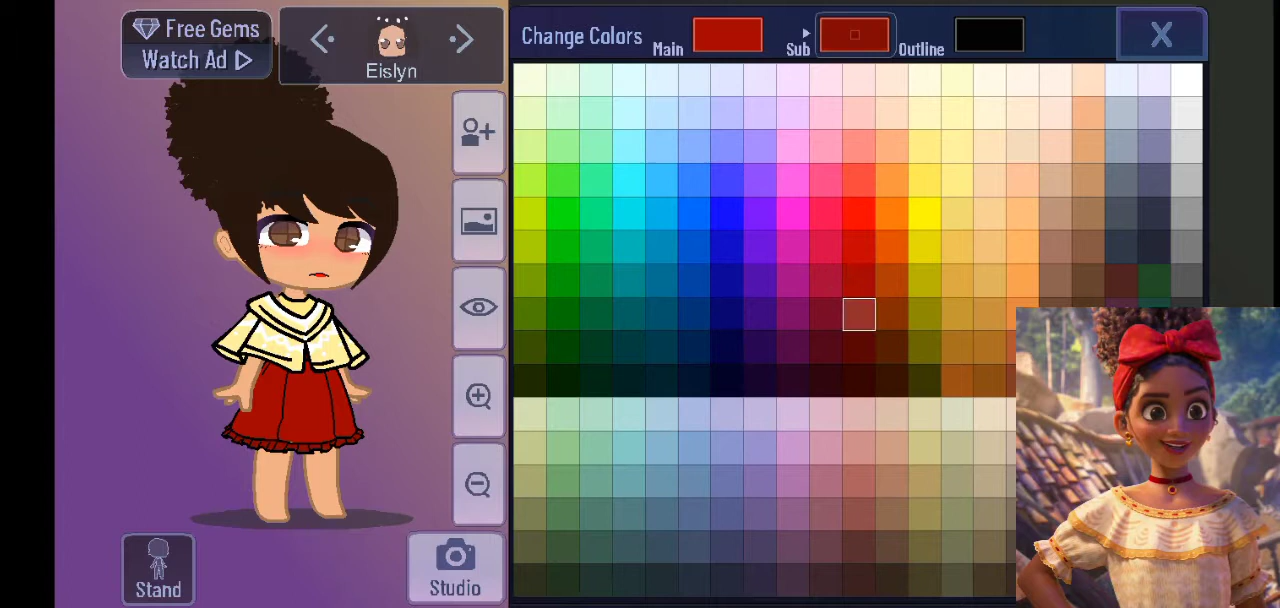 Free Gems
Watch Ad
Eislyn
Change Colors
Main
Sub
Outline
X
Stand
Studio